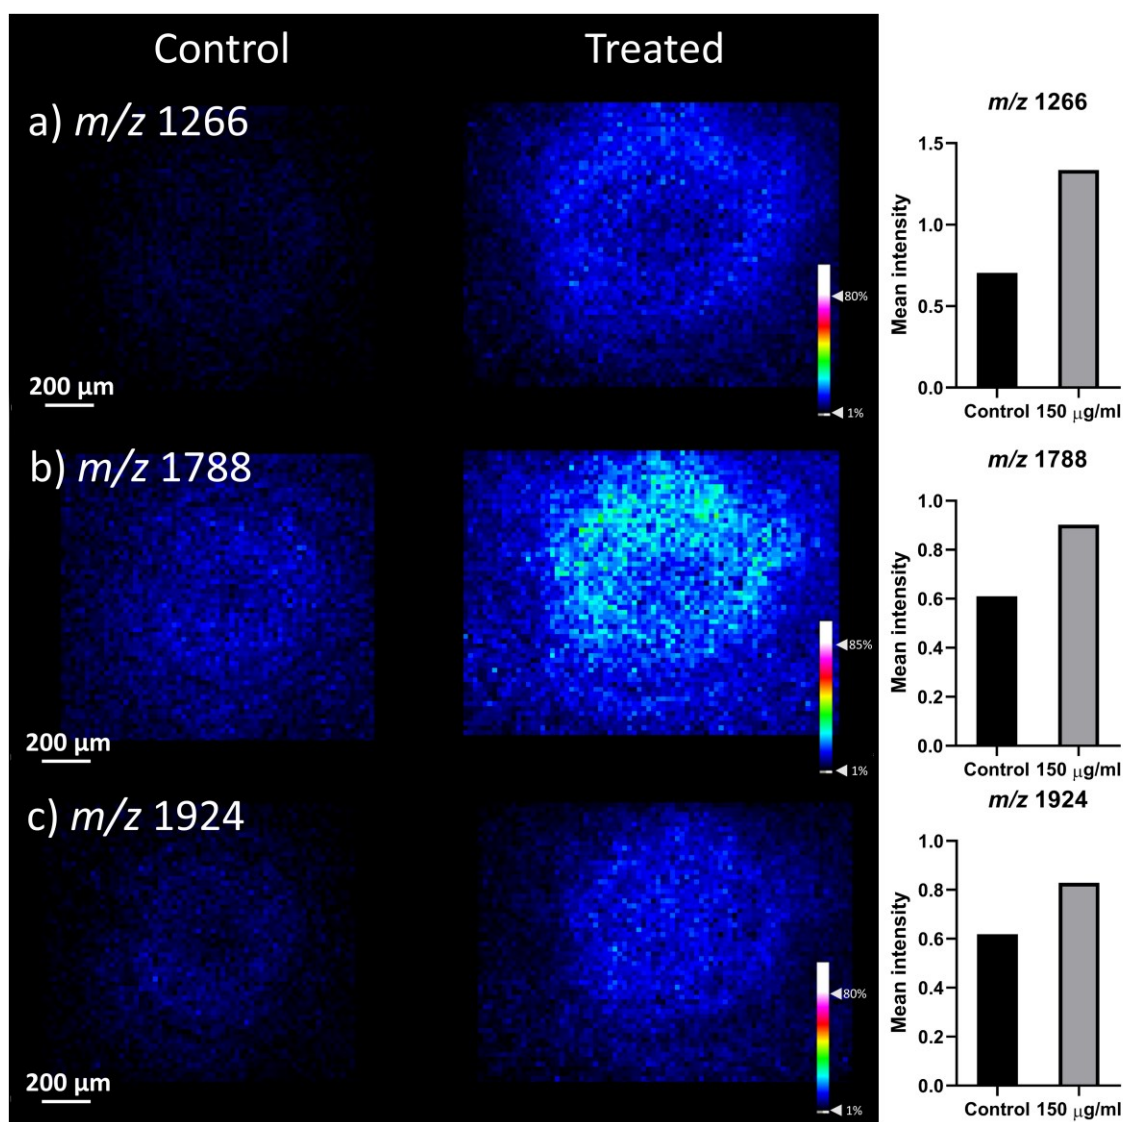 Control Treated
a) m/z 1266
80%
1%
200 μm
m/z 1266
Mean intensity
1.5
1.0
0.5
0.0
Control 150 μg/ml
b) m/z 1788
85%
1%
200 μm
m/z 1788
Mean intensity
1.0
0.8
0.6
0.4
0.2
0.0
Control 150 μg/ml
c) m/z 1924
80%
1%
200 μm
m/z 1924
Mean intensity
1.0
0.8
0.6
0.4
0.2
0.0
Control 150 μg/ml